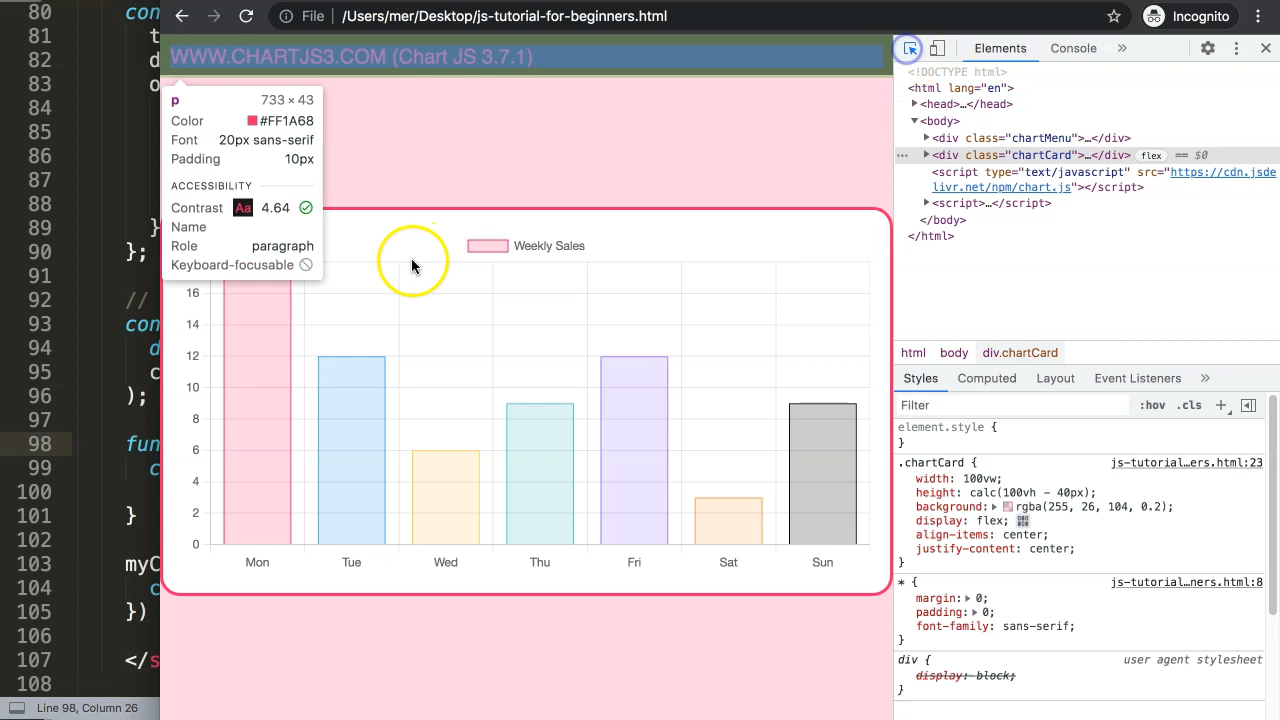 80 con
81 t
82 d
83 o
84
85
86
87
88
89 }
90 };
91
92 //
93 con
94 d
95 c
96 );
97
98 fun
99 c
100
101 }
102
103 myC
104 c
105 })
106
107 </s
108
Line 98, Column 26
File /Users/mer/Desktop/js-tutorial-for-beginners.html
Incognito
WWW.CHARTJS3.COM (Chart JS 3.7.1)
p 733 × 43
Color #FF1A68
Font 20px sans-serif
Padding 10px
ACCESSIBILITY
Contrast Aa 4.64
Name
Role paragraph
Keyboard-focusable
Weekly Sales
16
14
12
10
8
6
4
2
0
Mon Tue Wed Thu Fri Sat Sun
Elements Console »
<!DOCTYPE html>
<html lang="en">
<head>…</head>
<body>
<div class="chartMenu">…</div>
<div class="chartCard">…</div> flex == $0
<script type="text/javascript" src="https://cdn.jsde
livr.net/npm/chart.js"></script>
<script>…</script>
</body>
</html>
html body div.chartCard
Styles Computed Layout Event Listeners »
Filter :hov .cls +
element.style {
}
.chartCard { js-tutorial…ers.html:23
width: 100vw;
height: calc(100vh - 40px);
background: rgba(255, 26, 104, 0.2);
display: flex;
align-items: center;
justify-content: center;
}
* { js-tutorial…ners.html:8
margin: 0;
padding: 0;
font-family: sans-serif;
}
div { user agent stylesheet
display: block;
}